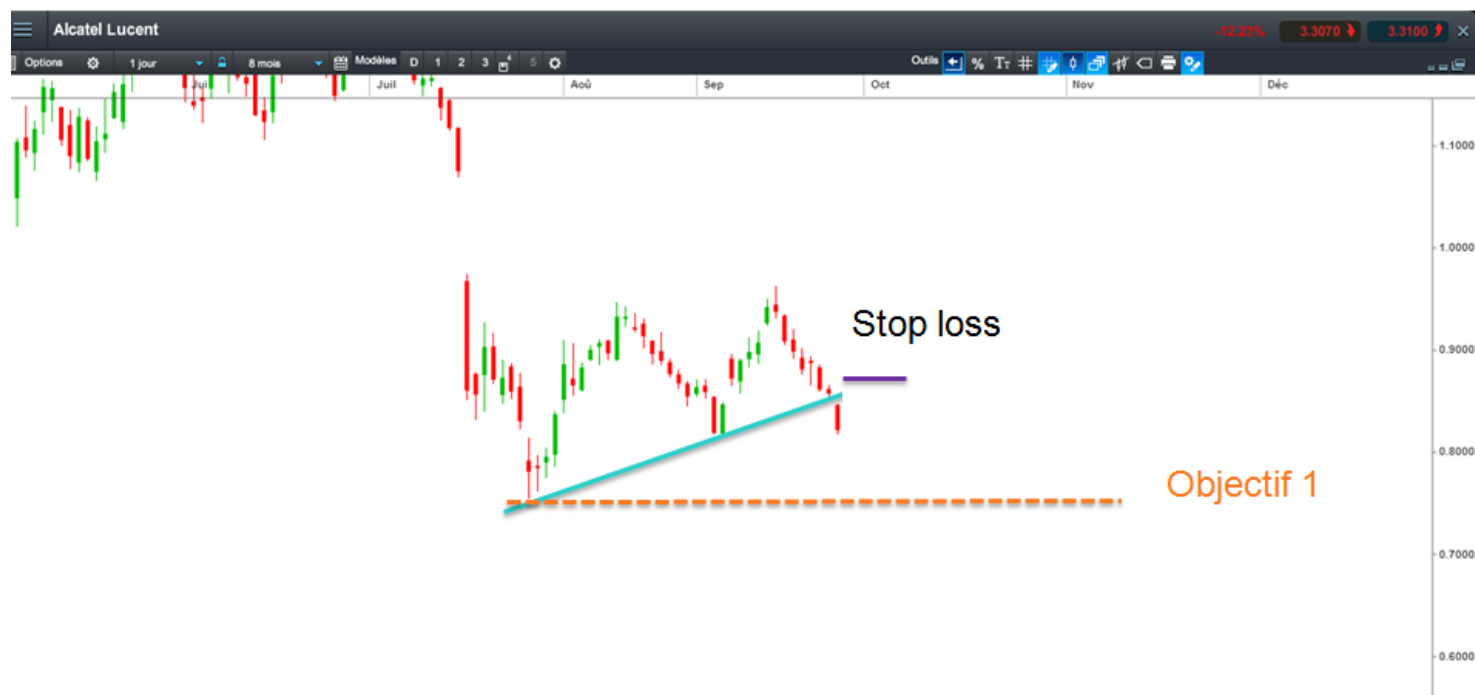 Alcatel Lucent
-12.23% 3.3070 3.3100
Options 1 jour 8 mois Modèles D 1 2 3 4 5 Outils
Jui Juil Aoû Sep Oct Nov Déc
1.1000
1.0000
0.9000
Stop loss
0.8000
Objectif 1
0.7000
0.6000